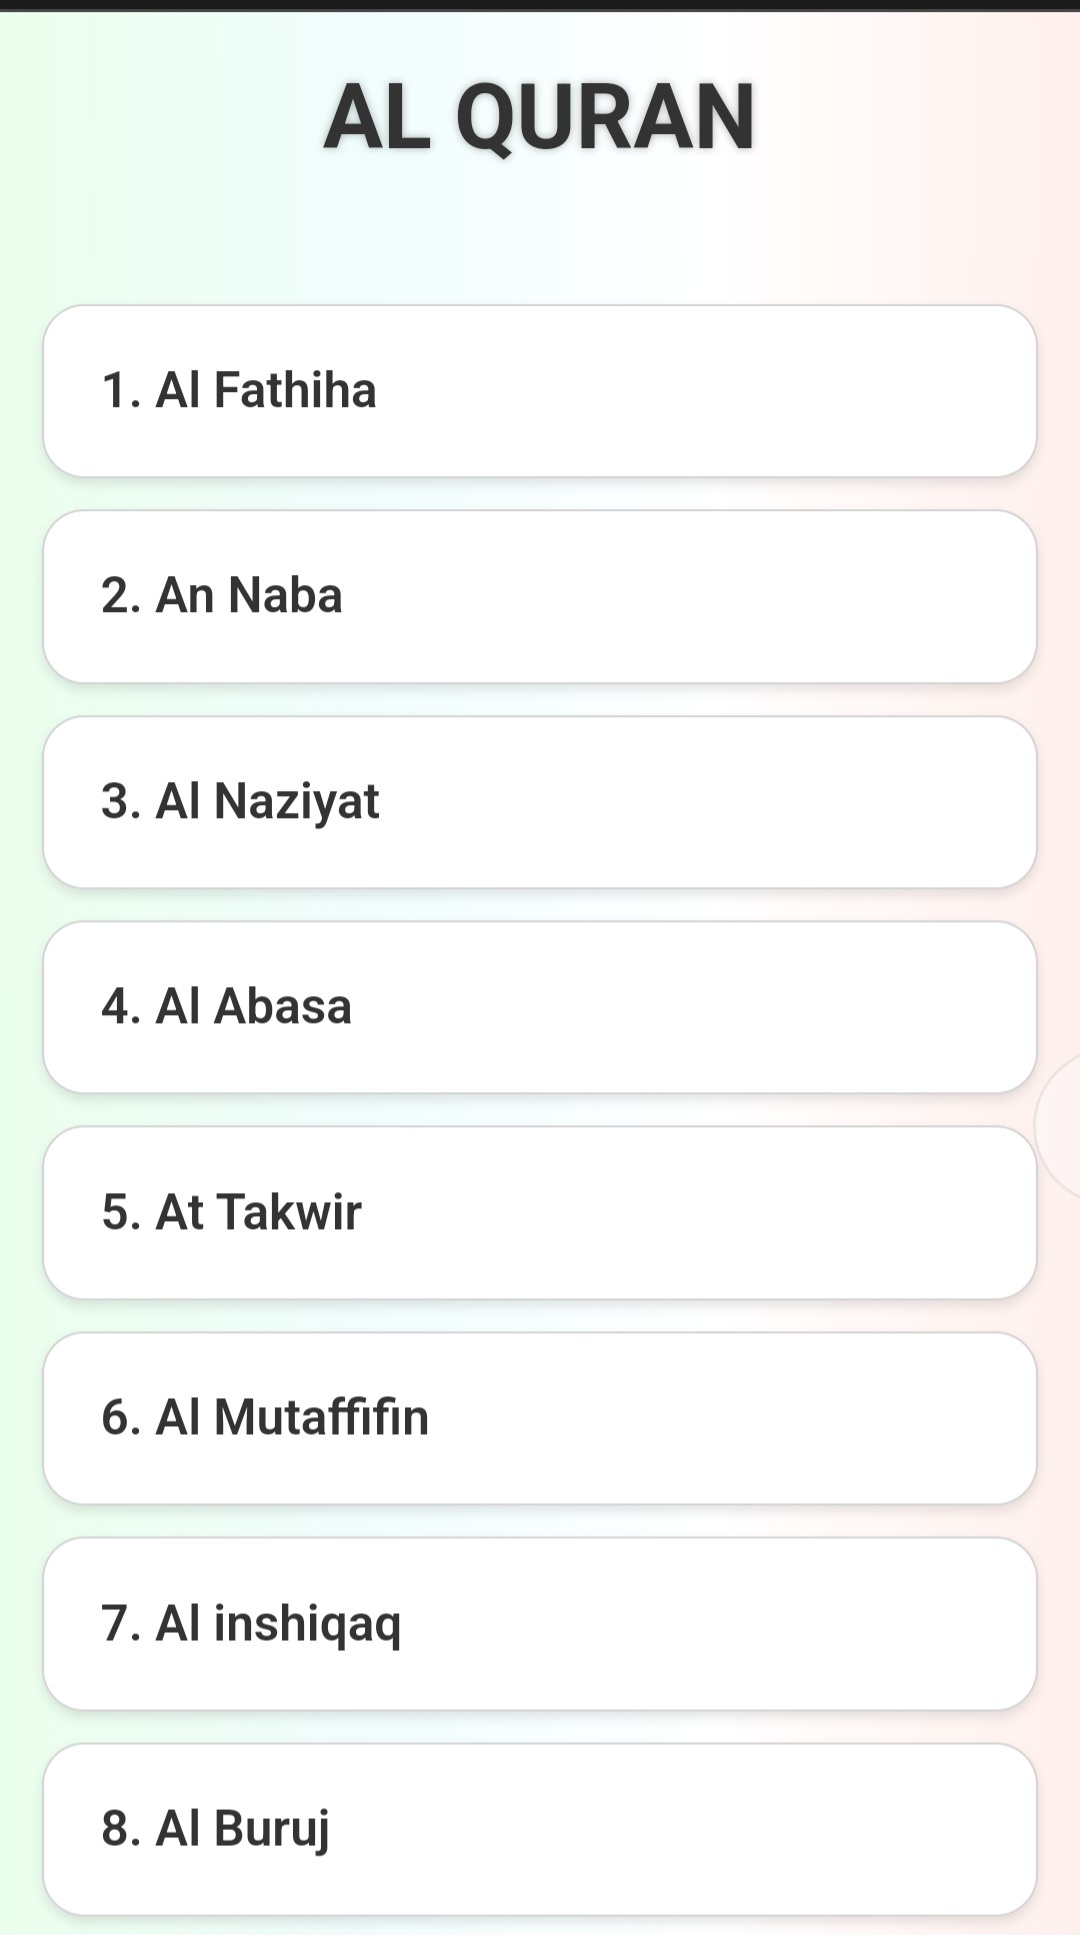 AL QURAN
1. Al Fathiha
2. An Naba
3. Al Naziyat
4. Al Abasa
5. At Takwir
6. Al Mutaffifin
7. Al inshiqaq
8. Al Buruj